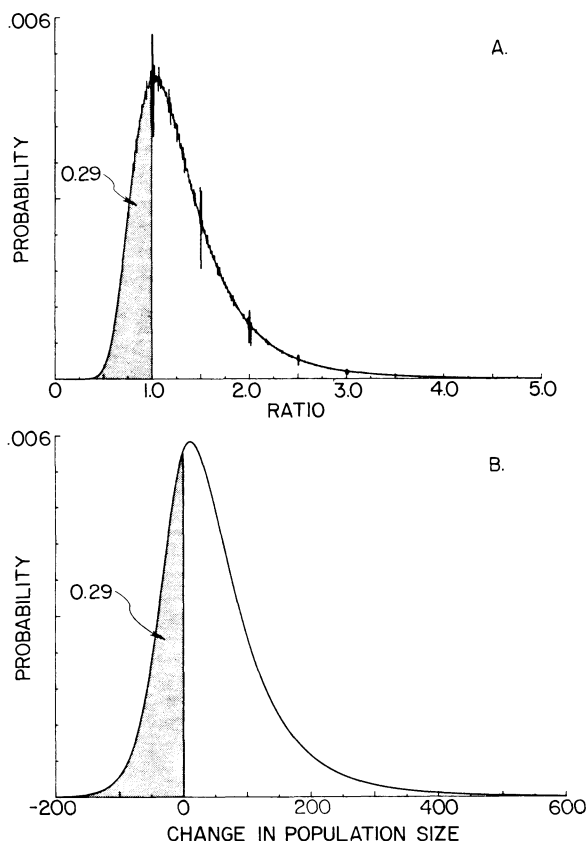 .006
A.
PROBABILITY
0.29
0 1.0 2.0 3.0 4.0 5.0
RATIO
.006
B.
PROBABILITY
0.29
-200 0 200 400 600
CHANGE IN POPULATION SIZE